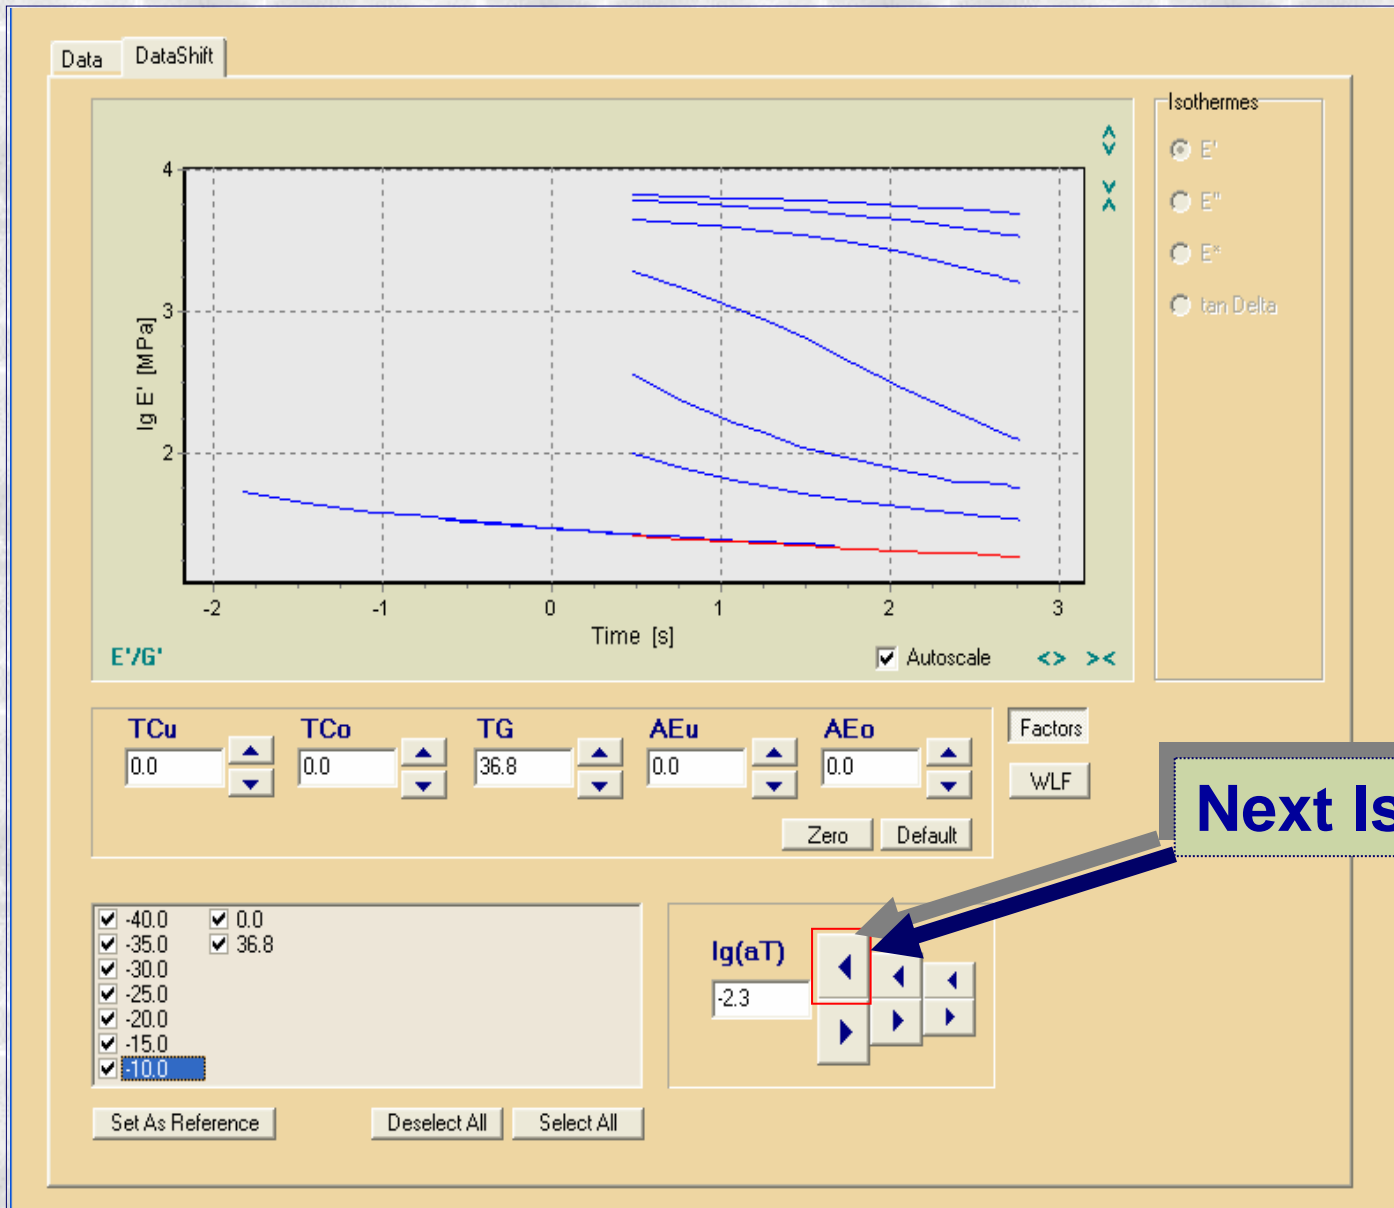 Data DataShift
Isothermes
E'
E"
E*
tan Delta
4
3
2
lg E' [MPa]
-2 -1 0 1 2 3
Time [s]
E'/G'
Autoscale <> ><
TCu TCo TG AEu AEo
0.0 0.0 36.8 0.0 0.0
Factors
WLF
Zero Default
Next Is
-40.0 0.0
-35.0 36.8
-30.0
-25.0
-20.0
-15.0
-10.0
lg(aT)
-2.3
Set As Reference Deselect All Select All